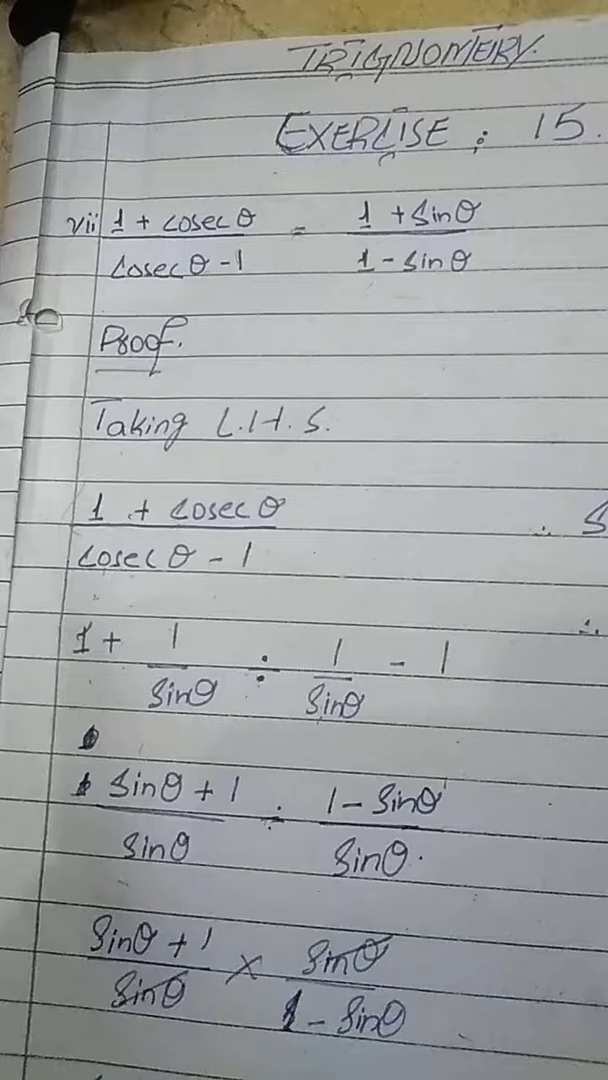 TRIGNOMERY.
EXERCISE : 15.
vii 1 + cosec θ / cosec θ - 1 = 1 + sin θ / 1 - sin θ
Proof.
Taking L.H.S.
1 + cosec θ / cosec θ - 1 ∴ S
1 + 1 / sin θ ÷ 1 / sin θ - 1 ∴
sin θ + 1 / sin θ ÷ 1 - sin θ / sin θ.
sin θ + 1 / sin θ × sin θ / 1 - sin θ